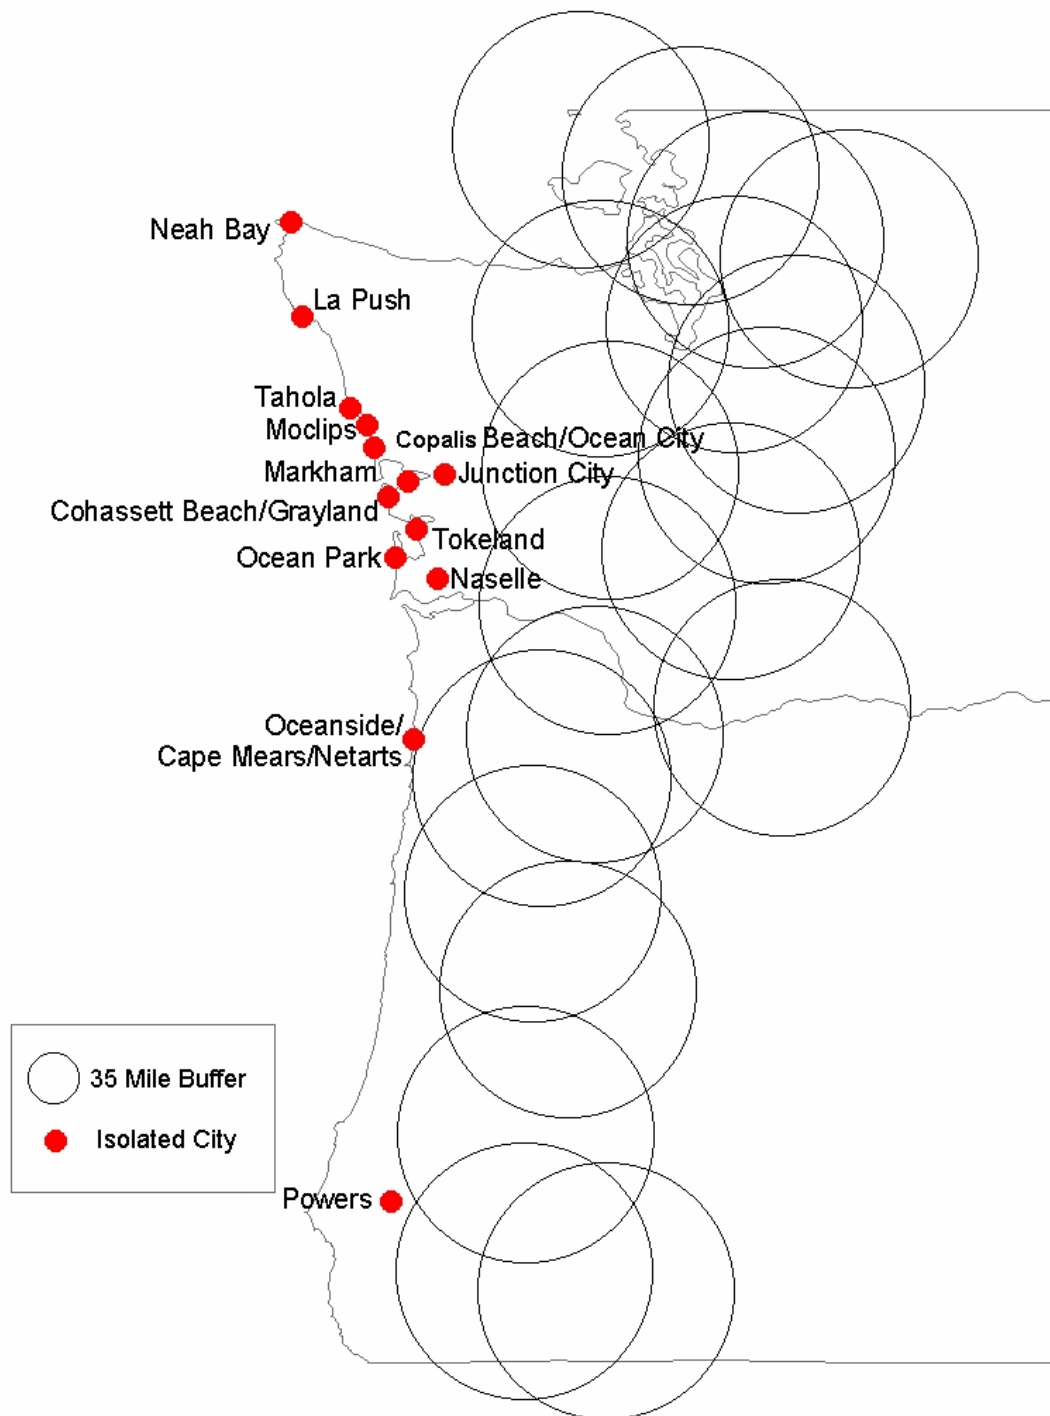 Neah Bay
La Push
Tahola
Moclips
Copalis Beach/Ocean City
Markham
Junction City
Cohassett Beach/Grayland
Tokeland
Ocean Park
Naselle
Oceanside/
Cape Mears/Netarts
35 Mile Buffer
Isolated City
Powers